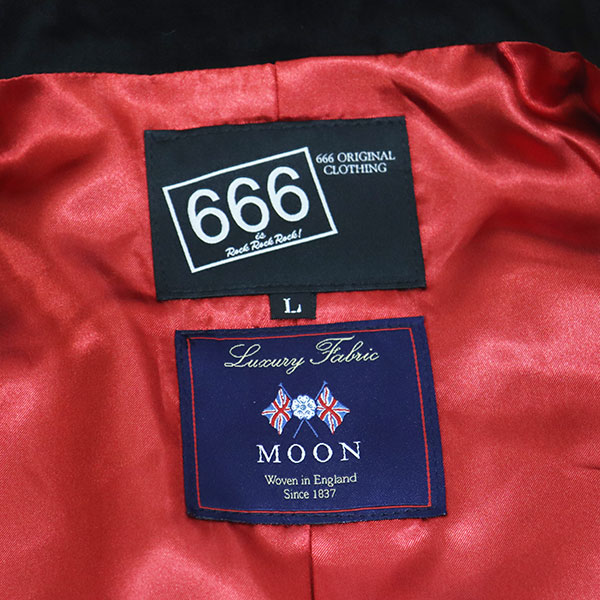 666
is
Rock Rock Rock!
666 ORIGINAL
CLOTHING
L
Luxury Fabric
MOON
Woven in England
Since 1837